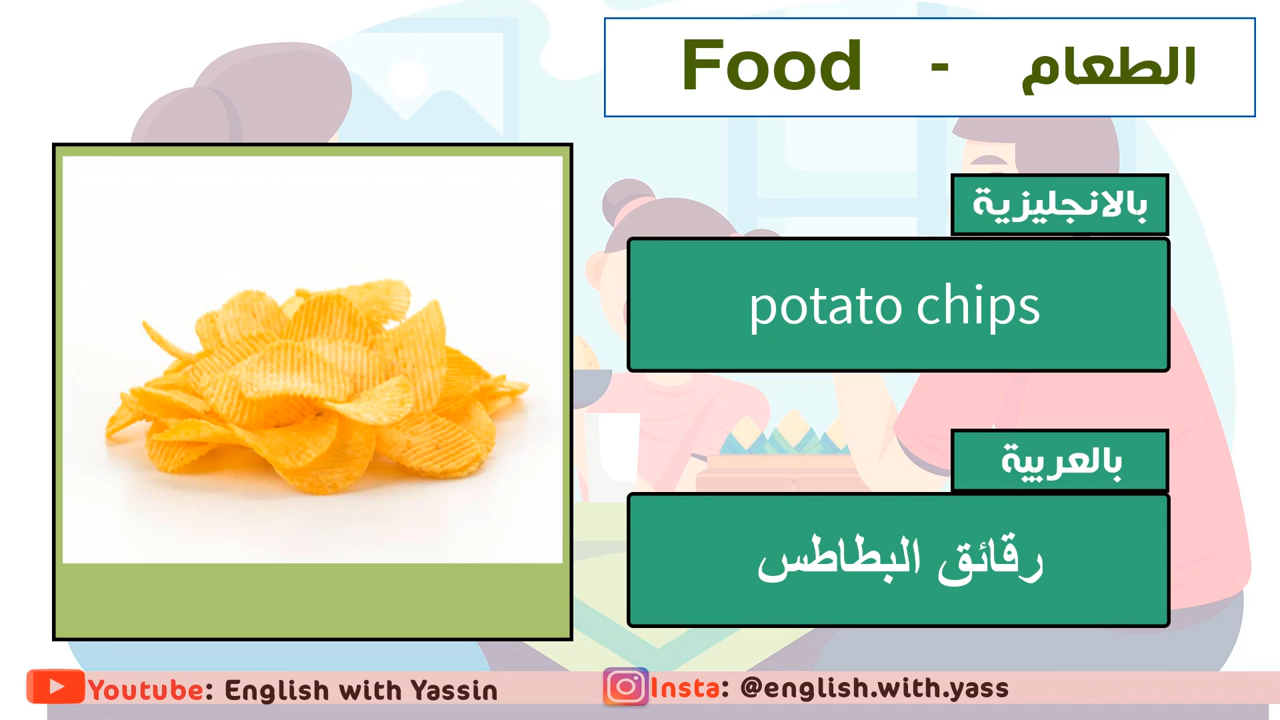 Food - الطعام
بالانجليزية
potato chips
بالعربية
رقائق البطاطس
Youtube: English with Yassin
Insta: @english.with.yass